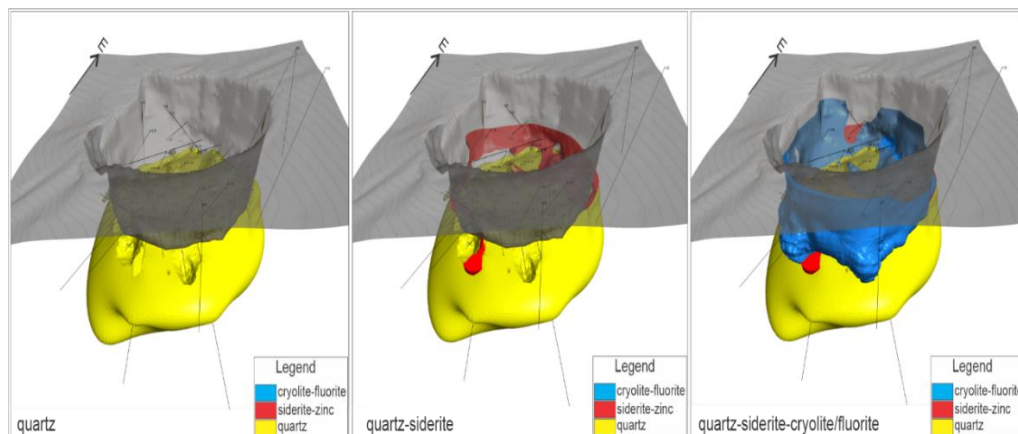 E
Legend
cryolite-fluorite
siderite-zinc
quartz
quartz
E
Legend
cryolite-fluorite
siderite-zinc
quartz
quartz-siderite
E
Legend
cryolite-fluorite
siderite-zinc
quartz
quartz-siderite-cryolite/fluorite